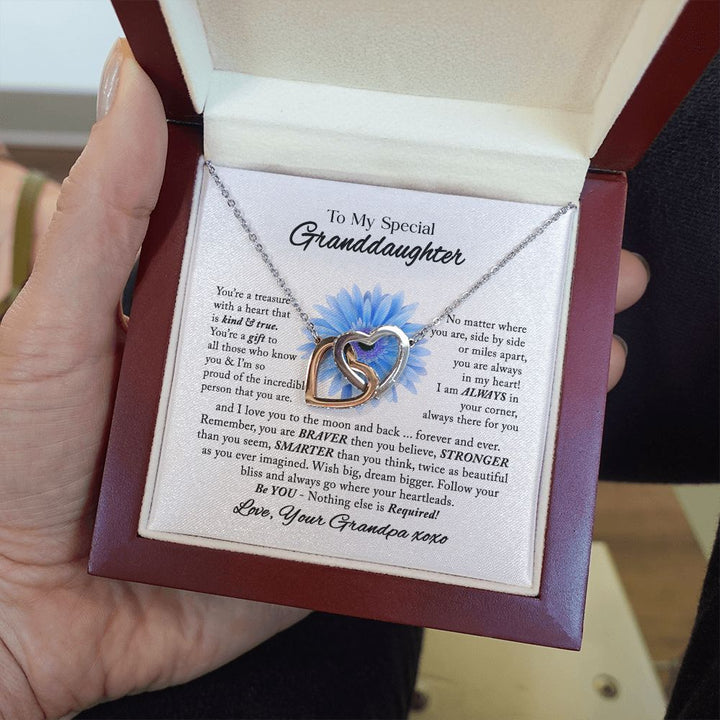 To My Special
Granddaughter
You're a treasure
with a heart that
is kind & true.
You're a gift to
all those who know
you & I'm so
proud of the incredible
person that you are.
No matter where
you are, side by side
or miles apart,
you are always
in my heart!
I am ALWAYS in
your corner,
always there for you
and I love you to the moon and back ... forever and ever.
Remember, you are BRAVER then you believe, STRONGER
than you seem, SMARTER than you think, twice as beautiful
as you ever imagined. Wish big, dream bigger. Follow your
bliss and always go where your heartleads.
Be YOU - Nothing else is Required!
Love, Your Grandpa xoxo